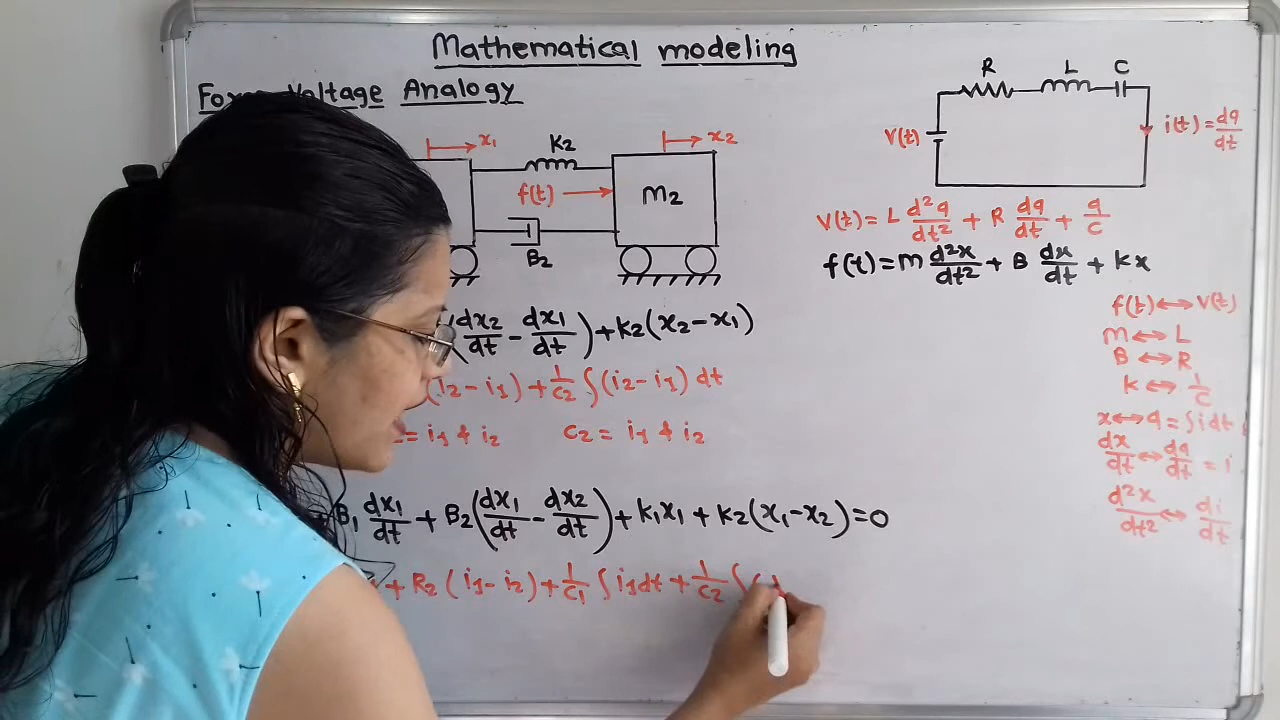 Mathematical modeling
Force Voltage Analogy
x1
K2
x2
f(t)
m2
B2
R
L
C
V(t)
i(t) = dq/dt
V(t) = L d²q/dt² + R dq/dt + q/c
f(t) = m d²x/dt² + B dx/dt + Kx
f(t) ↔ V(t)
m ↔ L
B ↔ R
K ↔ 1/c
x ↔ q = ∫idt
dx/dt ↔ dq/dt = i
d²x/dt² ↔ di/dt
(dx2/dt - dx1/dt) + K2(x2 - x1)
(i2 - i1) + 1/c2 ∫(i2 - i1) dt
= i1 & i2
C2 = i1 & i2
+ B1 dx1/dt + B2(dx1/dt - dx2/dt) + K1x1 + K2(x1 - x2) = 0
+ R2 (i1 - i2) + 1/c1 ∫i1dt + 1/c2 ∫(i